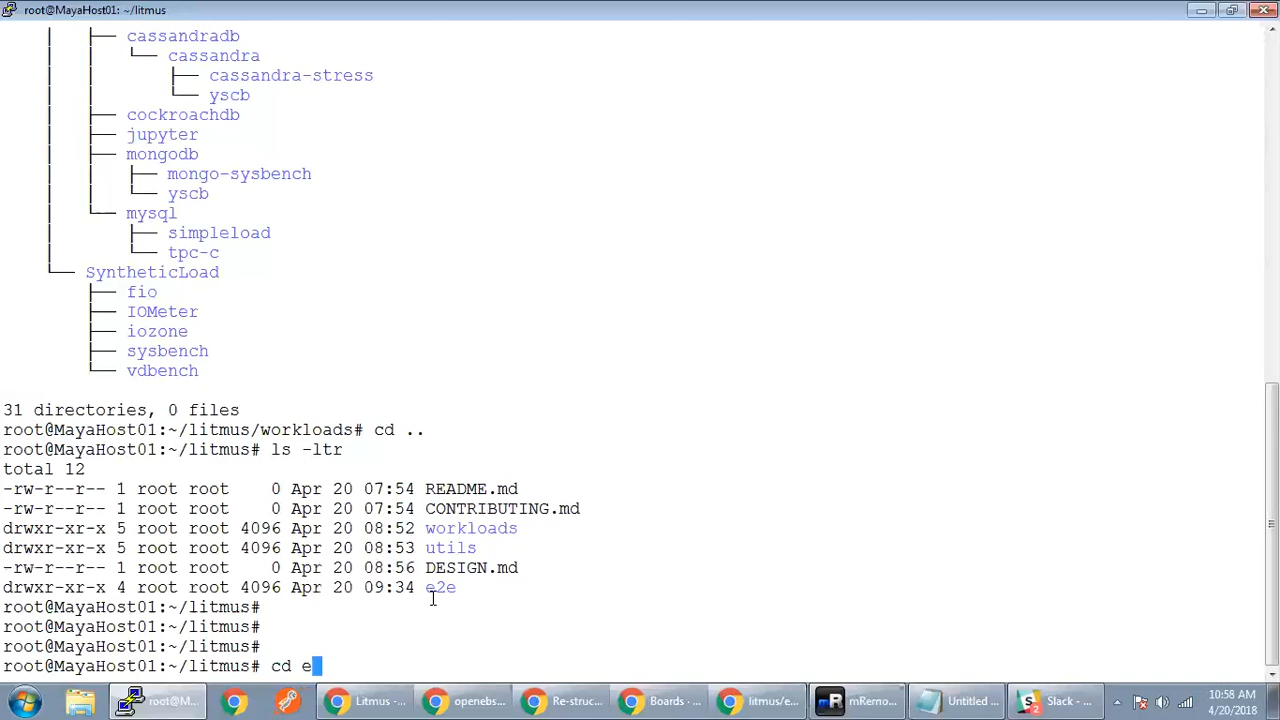 root@MayaHost01: ~/litmus
│   ├── cassandradb
│   │   └── cassandra
│   │       ├── cassandra-stress
│   │       └── yscb
│   ├── cockroachdb
│   ├── jupyter
│   ├── mongodb
│   │   ├── mongo-sysbench
│   │   └── yscb
│   └── mysql
│       ├── simpleload
│       └── tpc-c
└── SyntheticLoad
    ├── fio
    ├── IOMeter
    ├── iozone
    ├── sysbench
    └── vdbench
31 directories, 0 files
root@MayaHost01:~/litmus/workloads# cd ..
root@MayaHost01:~/litmus# ls -ltr
total 12
-rw-r--r-- 1 root root    0 Apr 20 07:54 README.md
-rw-r--r-- 1 root root    0 Apr 20 07:54 CONTRIBUTING.md
drwxr-xr-x 5 root root 4096 Apr 20 08:52 workloads
drwxr-xr-x 5 root root 4096 Apr 20 08:53 utils
-rw-r--r-- 1 root root    0 Apr 20 08:56 DESIGN.md
drwxr-xr-x 4 root root 4096 Apr 20 09:34 e2e
root@MayaHost01:~/litmus#
root@MayaHost01:~/litmus#
root@MayaHost01:~/litmus#
root@MayaHost01:~/litmus# cd e
root@M... Litmus -... openebs... Re-struc... Boards -... litmus/e... mRemo... Untitled ... Slack - ... 10:58 AM
4/20/2018